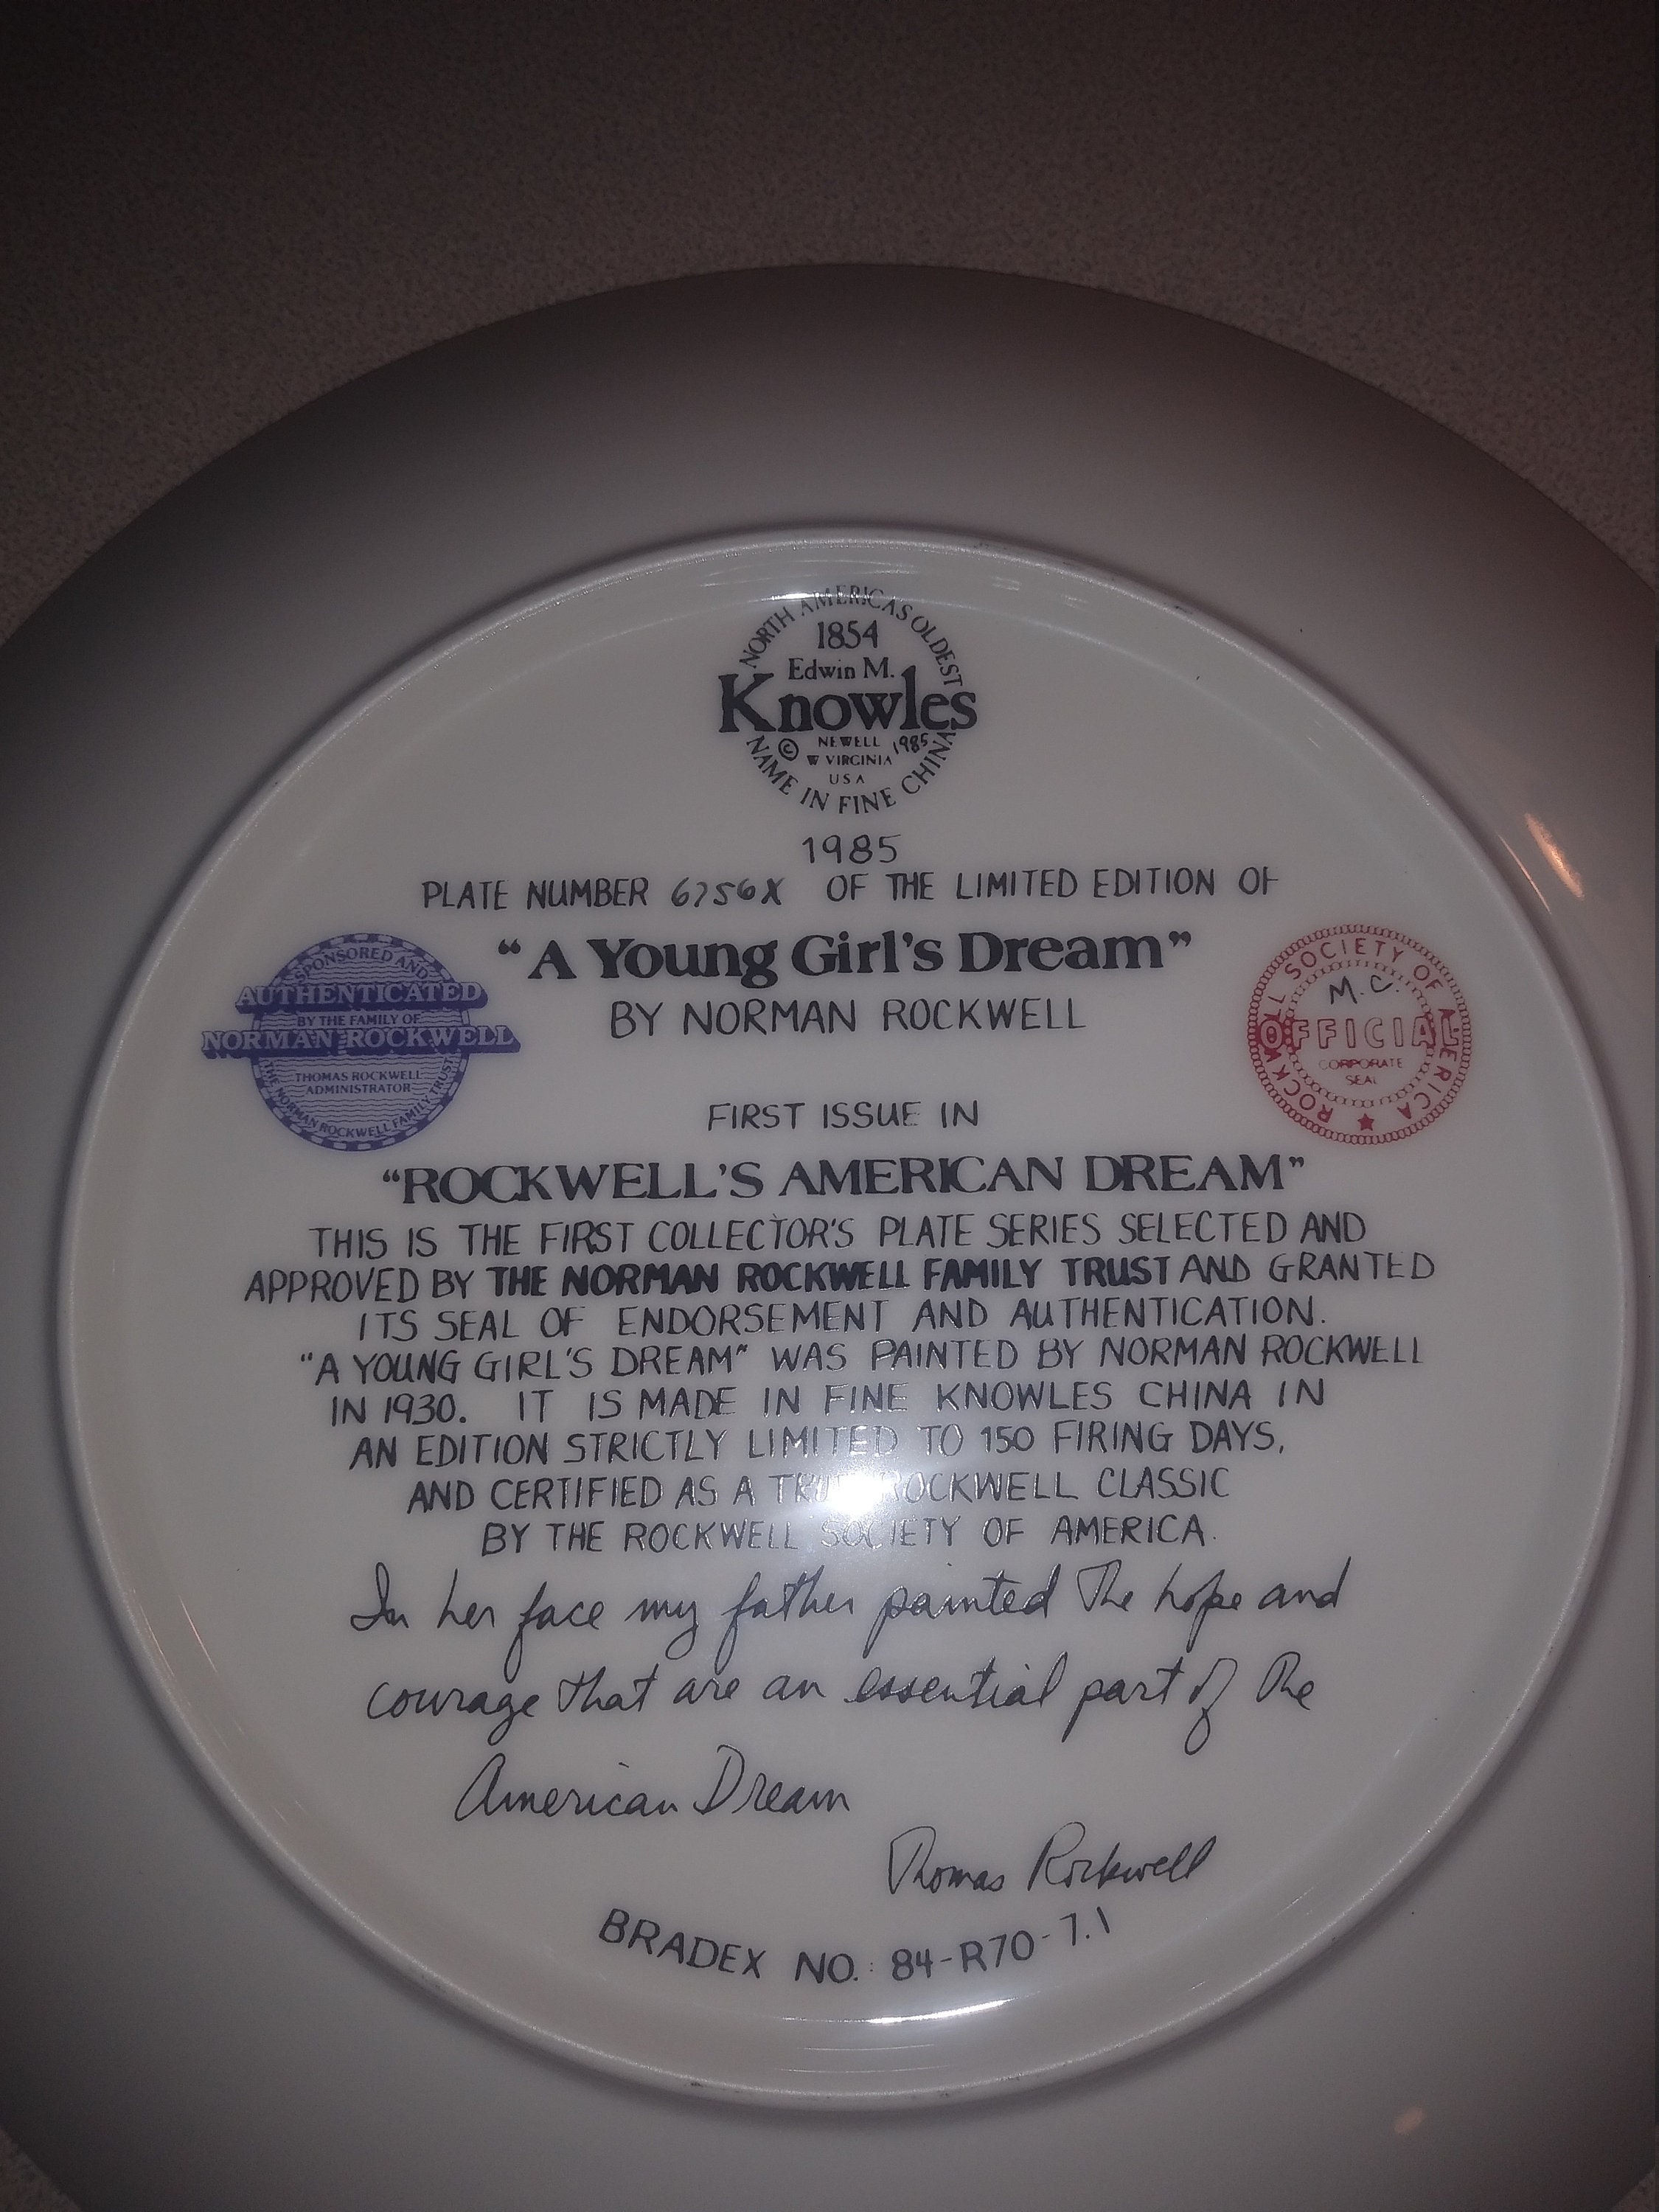 NORTH AMERICAS OLDEST
1854
Edwin M.
Knowles
© NEWELL 1985
W VIRGINIA
USA
NAME IN FINE CHINA
1985
PLATE NUMBER 6756X OF THE LIMITED EDITION OF
"A Young Girl's Dream"
BY NORMAN ROCKWELL
SPONSORED AND
AUTHENTICATED
BY THE FAMILY OF
NORMAN ROCKWELL
THOMAS ROCKWELL
ADMINISTRATOR
THE NORMAN ROCKWELL FAMILY TRUST
ROCKWELL SOCIETY OF AMERICA
M.C.
OFFICIAL
CORPORATE
SEAL
FIRST ISSUE IN
"ROCKWELL'S AMERICAN DREAM"
THIS IS THE FIRST COLLECTOR'S PLATE SERIES SELECTED AND
APPROVED BY THE NORMAN ROCKWELL FAMILY TRUST AND GRANTED
ITS SEAL OF ENDORSEMENT AND AUTHENTICATION.
"A YOUNG GIRL'S DREAM" WAS PAINTED BY NORMAN ROCKWELL
IN 1930. IT IS MADE IN FINE KNOWLES CHINA IN
AN EDITION STRICTLY LIMITED TO 150 FIRING DAYS,
AND CERTIFIED AS A TRUE ROCKWELL CLASSIC
BY THE ROCKWELL SOCIETY OF AMERICA.
In her face my father painted the hope and
courage that are an essential part of the
American Dream
Thomas Rockwell
BRADEX NO.: 84-R70-7.1